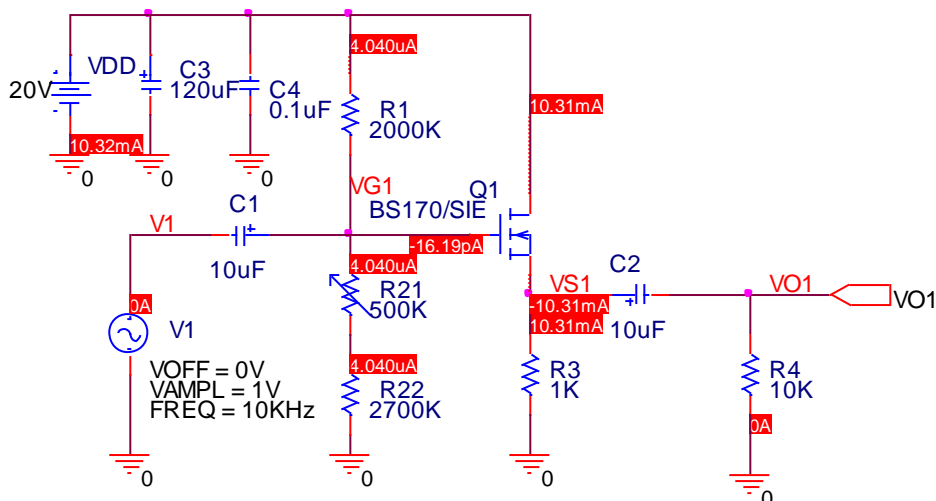 4.040uA
VDD
C3
120uF
C4
0.1uF
20V
R1
2000K
10.31mA
10.32mA
0
0
0
VG1
Q1
BS170/SIE
C1
V1
10uF
-16.19pA
4.040uA
R21
500K
VS1
C2
-10.31mA
10.31mA
10uF
VO1
VO1
0A
V1
VOFF = 0V
VAMPL = 1V
FREQ = 10KHz
4.040uA
R22
2700K
R3
1K
R4
10K
0A
0
0
0
0